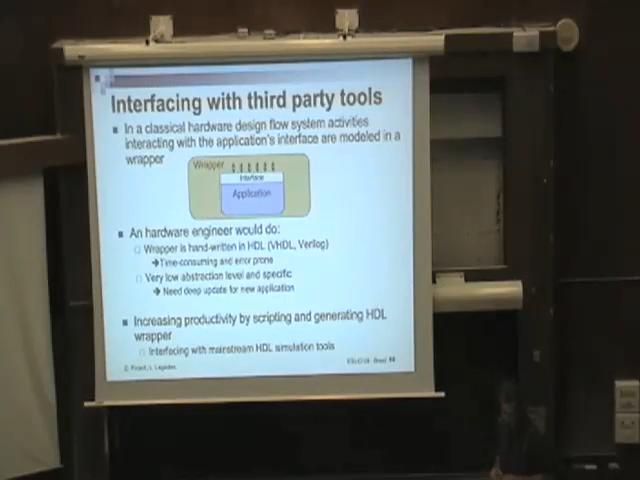 Interfacing with third party tools
In a classical hardware design flow system activities
interacting with the application's interface are modeled in a
wrapper
Wrapper
Interface
Application
An hardware engineer would do:
Wrapper is hand-written in HDL (VHDL, Verilog)
Time-consuming and error prone
Very low abstraction level and specific
Need deep update for new application
Increasing productivity by scripting and generating HDL
wrapper
Interfacing with mainstream HDL simulation tools